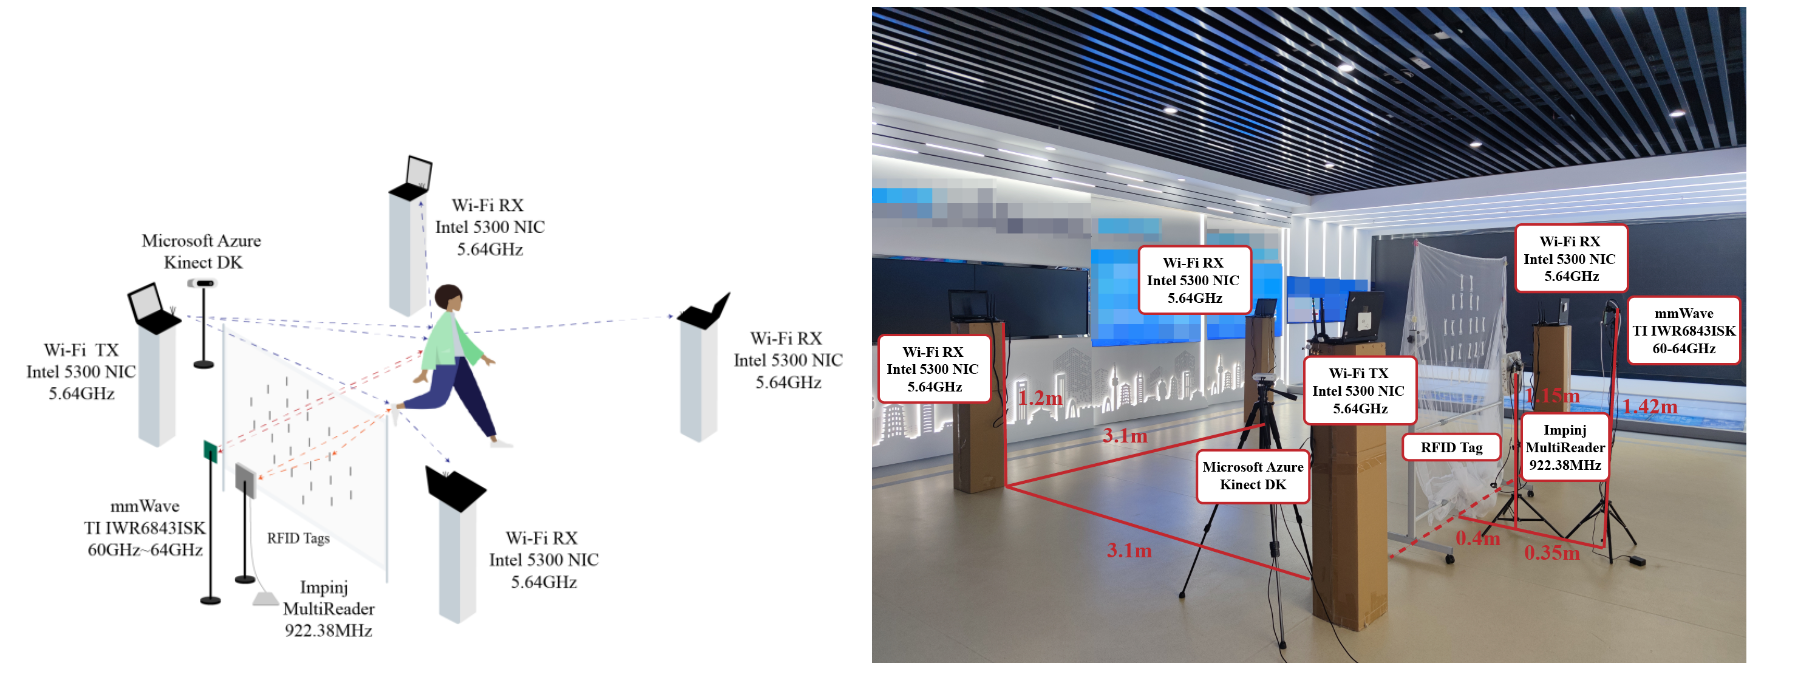 Wi-Fi RX
Intel 5300 NIC
5.64GHz
Microsoft Azure
Kinect DK
Wi-Fi TX
Intel 5300 NIC
5.64GHz
Wi-Fi RX
Intel 5300 NIC
5.64GHz
mmWave
TI IWR6843ISK
60GHz~64GHz
RFID Tags
Wi-Fi RX
Intel 5300 NIC
5.64GHz
Impinj
MultiReader
922.38MHz
Wi-Fi RX
Intel 5300 NIC
5.64GHz
Wi-Fi RX
Intel 5300 NIC
5.64GHz
mmWave
TI IWR6843ISK
60-64GHz
Wi-Fi RX
Intel 5300 NIC
5.64GHz
Wi-Fi TX
Intel 5300 NIC
5.64GHz
1.2m
1.15m
1.42m
3.1m
RFID Tag
Impinj
MultiReader
922.38MHz
Microsoft Azure
Kinect DK
3.1m
0.4m
0.35m